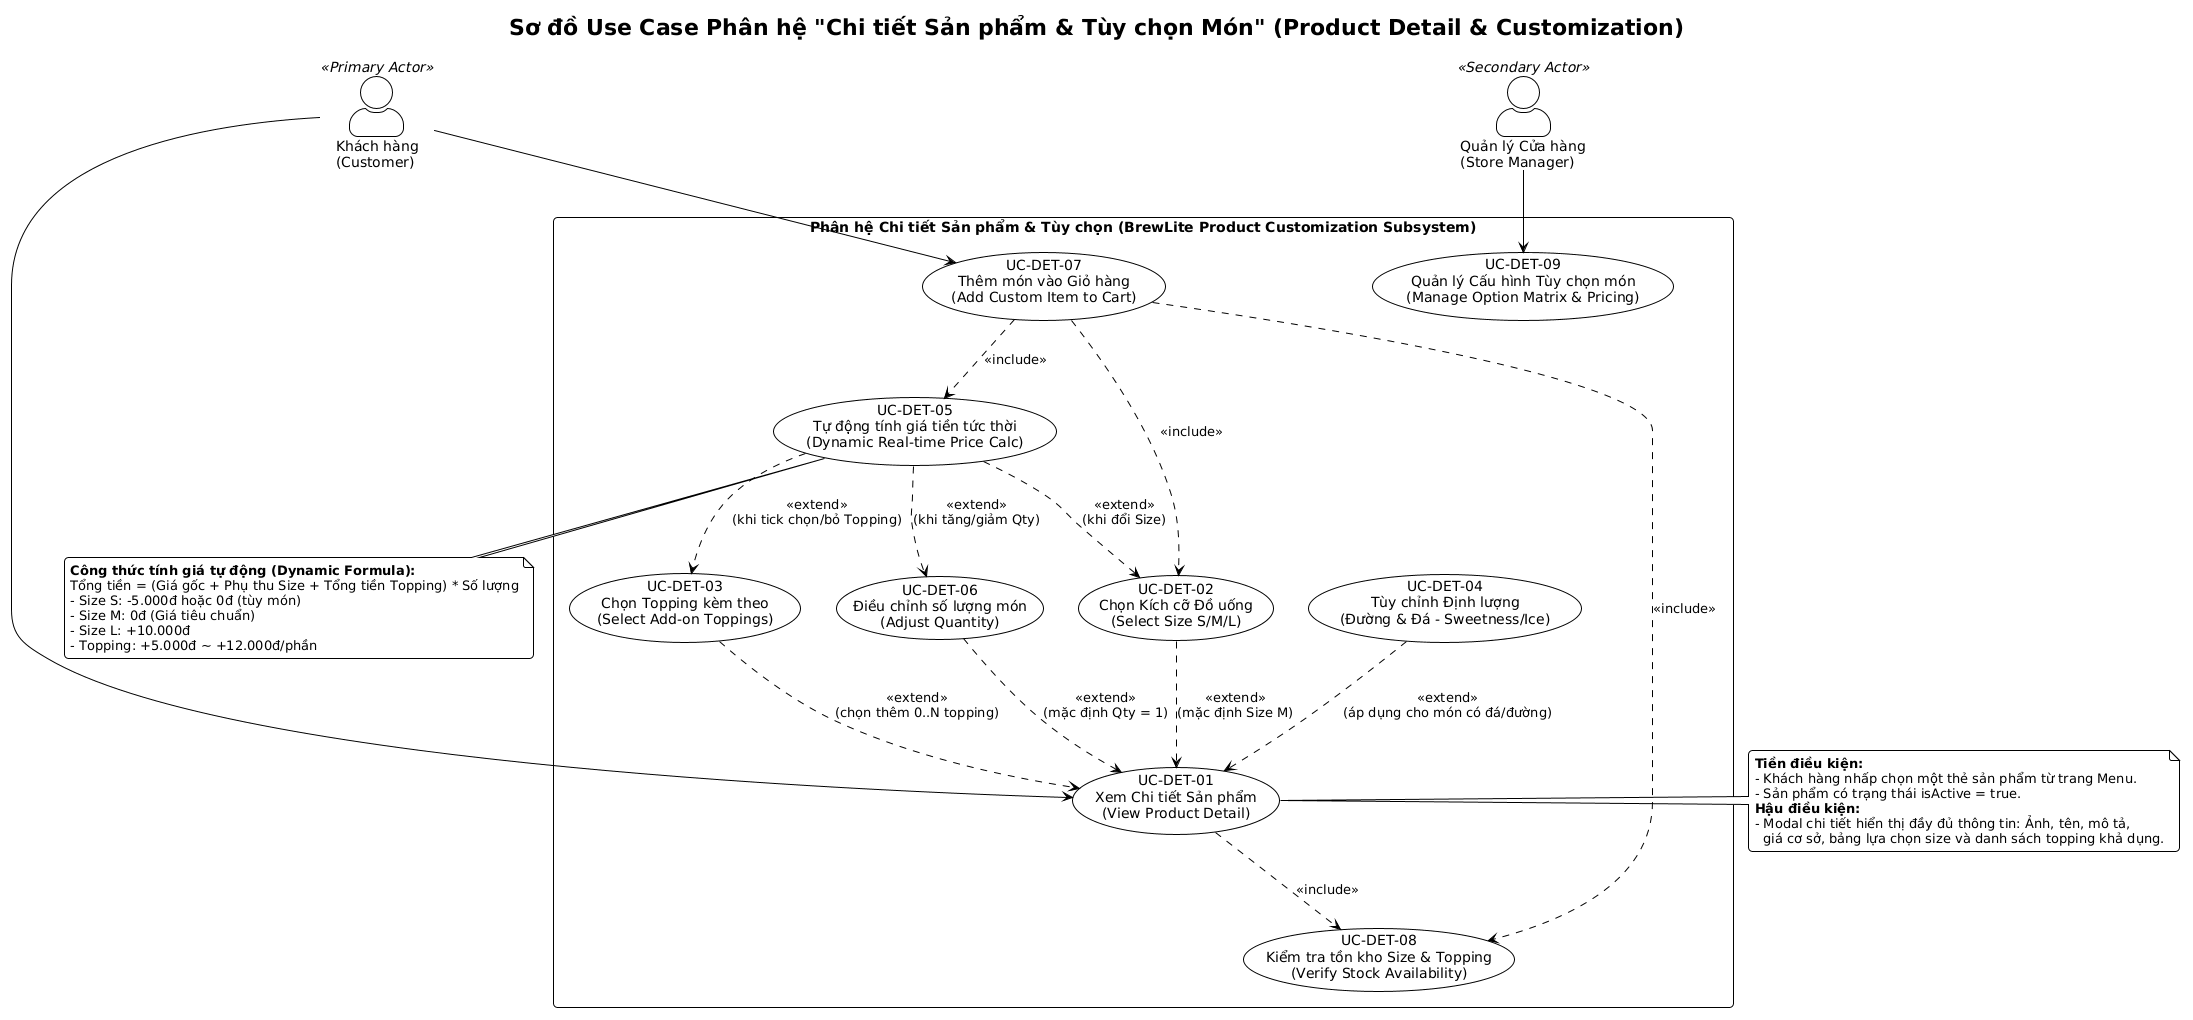 Sơ đồ Use Case Phân hệ "Chi tiết Sản phẩm & Tùy chọn Món" (Product Detail & Customization)
«Primary Actor»
Khách hàng
(Customer)
«Secondary Actor»
Quản lý Cửa hàng
(Store Manager)
Phân hệ Chi tiết Sản phẩm & Tùy chọn (BrewLite Product Customization Subsystem)
UC-DET-07
Thêm món vào Giỏ hàng
(Add Custom Item to Cart)
UC-DET-09
Quản lý Cấu hình Tùy chọn món
(Manage Option Matrix & Pricing)
«include»
UC-DET-05
Tự động tính giá tiền tức thời
(Dynamic Real-time Price Calc)
«include»
«extend»
(khi tick chọn/bỏ Topping)
«extend»
(khi tăng/giảm Qty)
«extend»
(khi đổi Size)
Công thức tính giá tự động (Dynamic Formula):
Tổng tiền = (Giá gốc + Phụ thu Size + Tổng tiền Topping) * Số lượng
- Size S: -5.000đ hoặc 0đ (tùy món)
- Size M: 0đ (Giá tiêu chuẩn)
- Size L: +10.000đ
- Topping: +5.000đ ~ +12.000đ/phần
UC-DET-03
Chọn Topping kèm theo
(Select Add-on Toppings)
UC-DET-06
Điều chỉnh số lượng món
(Adjust Quantity)
UC-DET-02
Chọn Kích cỡ Đồ uống
(Select Size S/M/L)
UC-DET-04
Tùy chỉnh Định lượng
(Đường & Đá - Sweetness/Ice)
«include»
«extend»
(chọn thêm 0..N topping)
«extend»
(mặc định Qty = 1)
«extend»
(mặc định Size M)
«extend»
(áp dụng cho món có đá/đường)
UC-DET-01
Xem Chi tiết Sản phẩm
(View Product Detail)
Tiền điều kiện:
- Khách hàng nhấp chọn một thẻ sản phẩm từ trang Menu.
- Sản phẩm có trạng thái isActive = true.
Hậu điều kiện:
- Modal chi tiết hiển thị đầy đủ thông tin: Ảnh, tên, mô tả,
giá cơ sở, bảng lựa chọn size và danh sách topping khả dụng.
«include»
UC-DET-08
Kiểm tra tồn kho Size & Topping
(Verify Stock Availability)